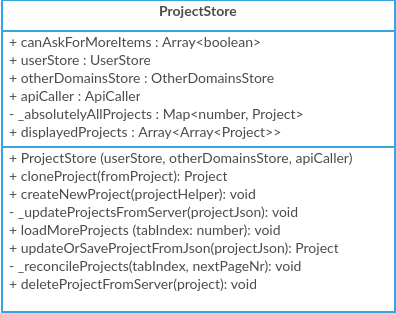 ProjectStore
+ canAskForMoreItems : Array<boolean>
+ userStore : UserStore
+ otherDomainsStore : OtherDomainsStore
+ apiCaller : ApiCaller
- _absolutelyAllProjects : Map<number, Project>
+ displayedProjects : Array<Array<Project>>
+ ProjectStore (userStore, otherDomainsStore, apiCaller)
+ cloneProject(fromProject): Project
+ createNewProject(projectHelper): void
- _updateProjectsFromServer(projectJson): void
+ loadMoreProjects (tabIndex: number): void
+ updateOrSaveProjectFromJson(projectJson): Project
- _reconcileProjects(tabIndex, nextPageNr): void
+ deleteProjectFromServer(project): void